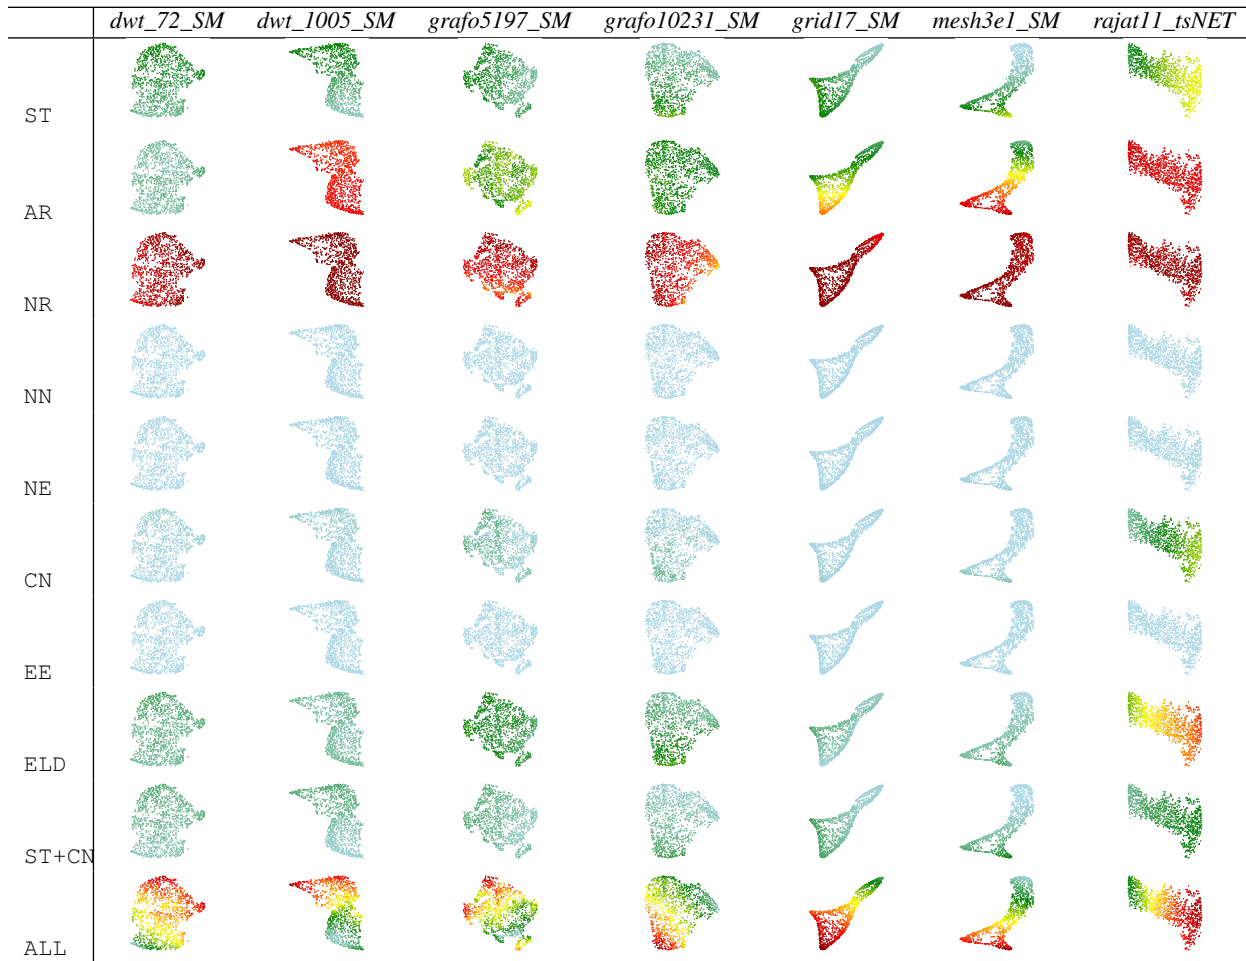 dwt_72_SM dwt_1005_SM grafo5197_SM grafo10231_SM grid17_SM mesh3e1_SM rajat11_tsNET
ST
AR
NR
NN
NE
CN
EE
ELD
ST+CN
ALL